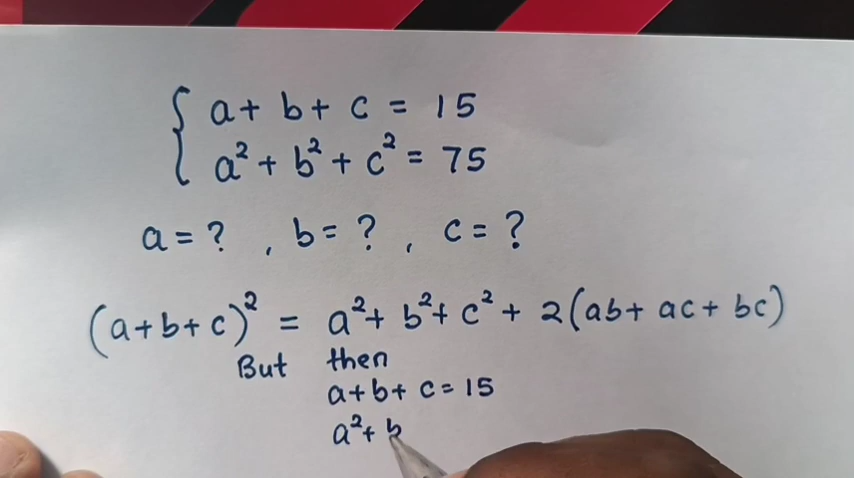 a + b + c = 15
a² + b² + c² = 75
a = ? , b = ? , c = ?
(a+b+c)² = a² + b² + c² + 2(ab + ac + bc)
But then
a + b + c = 15
a² + b